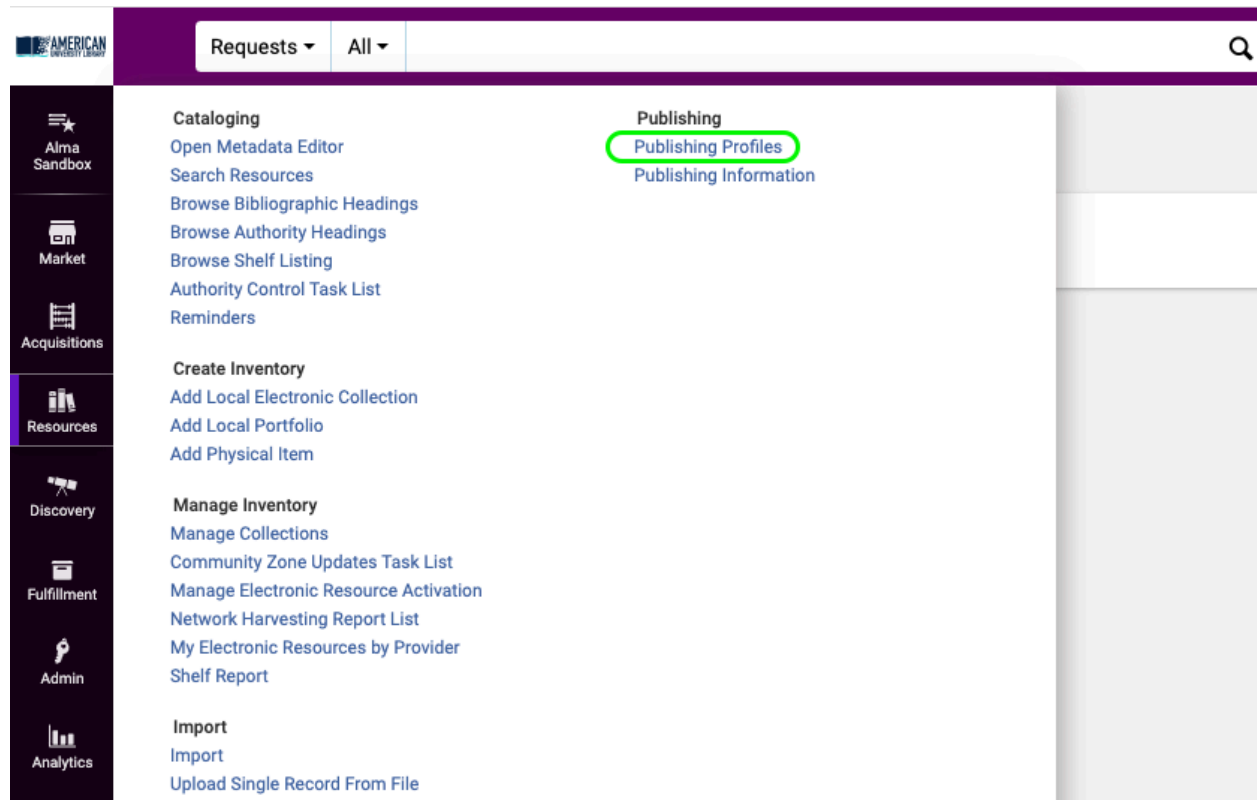 AMERICAN
UNIVERSITY LIBRARY
Requests All
Alma
Sandbox
Market
Acquisitions
Resources
Discovery
Fulfillment
Admin
Analytics
Cataloging
Open Metadata Editor
Search Resources
Browse Bibliographic Headings
Browse Authority Headings
Browse Shelf Listing
Authority Control Task List
Reminders
Create Inventory
Add Local Electronic Collection
Add Local Portfolio
Add Physical Item
Manage Inventory
Manage Collections
Community Zone Updates Task List
Manage Electronic Resource Activation
Network Harvesting Report List
My Electronic Resources by Provider
Shelf Report
Import
Import
Upload Single Record From File
Publishing
Publishing Profiles
Publishing Information